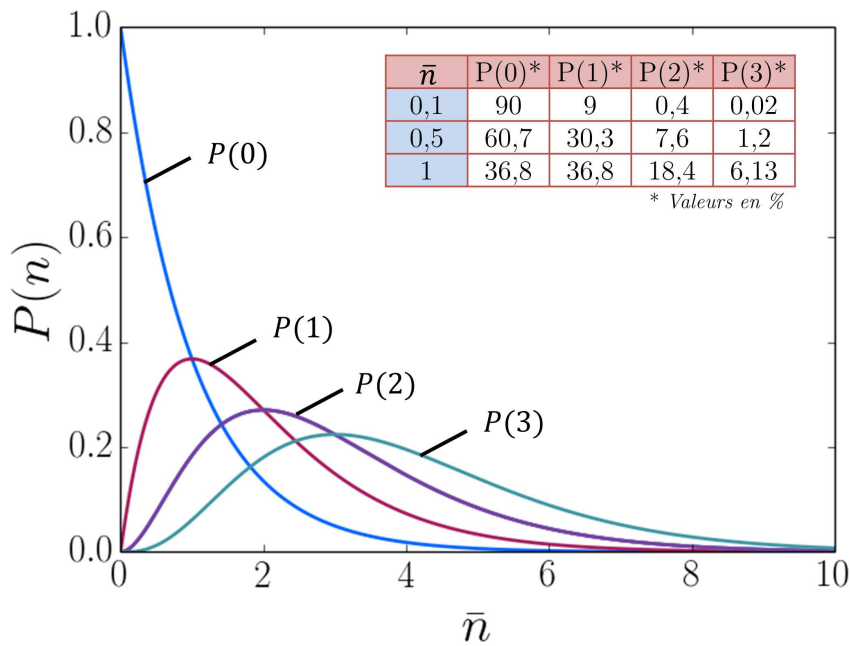 1.0
n̄ P(0)* P(1)* P(2)* P(3)*
0,1 90 9 0,4 0,02
0,5 60,7 30,3 7,6 1,2
1 36,8 36,8 18,4 6,13
* Valeurs en %
0.8
P(0)
0.6
P(n)
0.4
P(1)
P(2)
P(3)
0.2
0.0
0 2 4 6 8 10
n̄